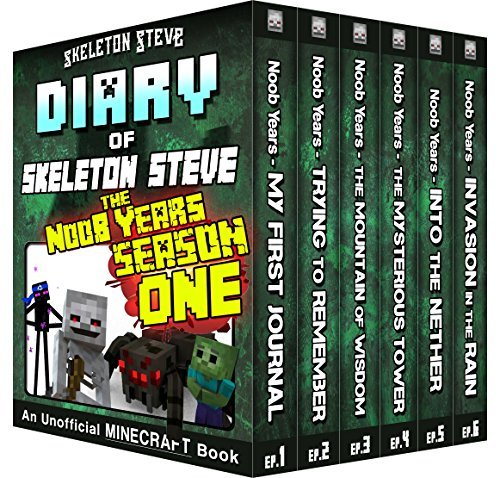 SKELETON STEVE
DIARY
OF
SKELETON STEVE
THE
NOOB YEARS
SEASON
ONE
An Unofficial MINECRAFT Book
Noob Years - MY FIRST JOURNAL
EP.1
Noob Years - TRYING TO REMEMBER
EP.2
Noob Years - THE MOUNTAIN OF WISDOM
EP.3
Noob Years - THE MYSTERIOUS TOWER
EP.4
Noob Years - INTO THE NETHER
EP.5
Noob Years - INVASION IN THE RAIN
EP.6